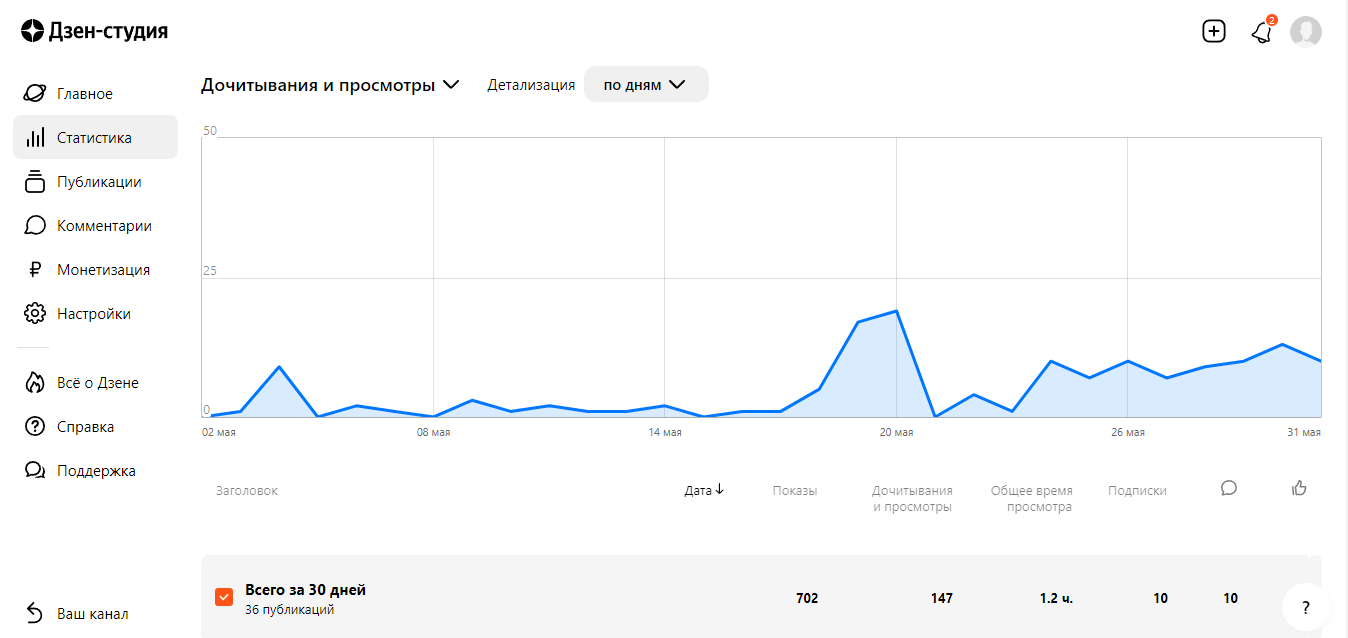 Дзен-студия
2
Главное
Статистика
Публикации
Комментарии
Монетизация
Настройки
Всё о Дзене
Справка
Поддержка
Ваш канал
Дочитывания и просмотры
Детализация
по дням
50
25
0
02 мая 08 мая 14 мая 20 мая 26 мая 31 мая
Заголовок
Дата↓
Показы
Дочитывания
и просмотры
Общее время
просмотра
Подписки
Всего за 30 дней
36 публикаций
702
147
1.2 ч.
10
10
?